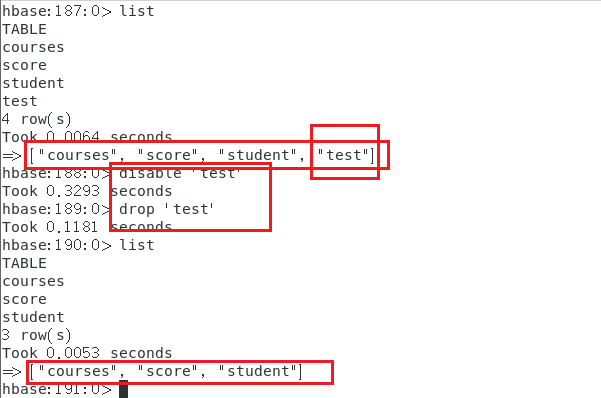 hbase:187:0> list
TABLE
courses
score
student
test
4 row(s)
Took 0.0064 seconds
=> ["courses", "score", "student", "test"]
hbase:188:0> disable 'test'
Took 0.3293 seconds
hbase:189:0> drop 'test'
Took 0.1181 seconds
hbase:190:0> list
TABLE
courses
score
student
3 row(s)
Took 0.0053 seconds
=> ["courses", "score", "student"]
hbase:191:0>